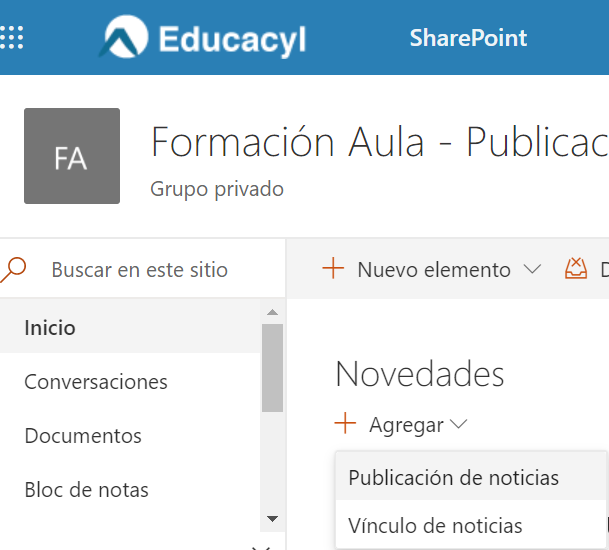 Educacyl
SharePoint
FA
Formación Aula - Publicac
Grupo privado
Buscar en este sitio
Nuevo elemento
Inicio
Conversaciones
Documentos
Bloc de notas
Novedades
Agregar
Publicación de noticias
Vínculo de noticias